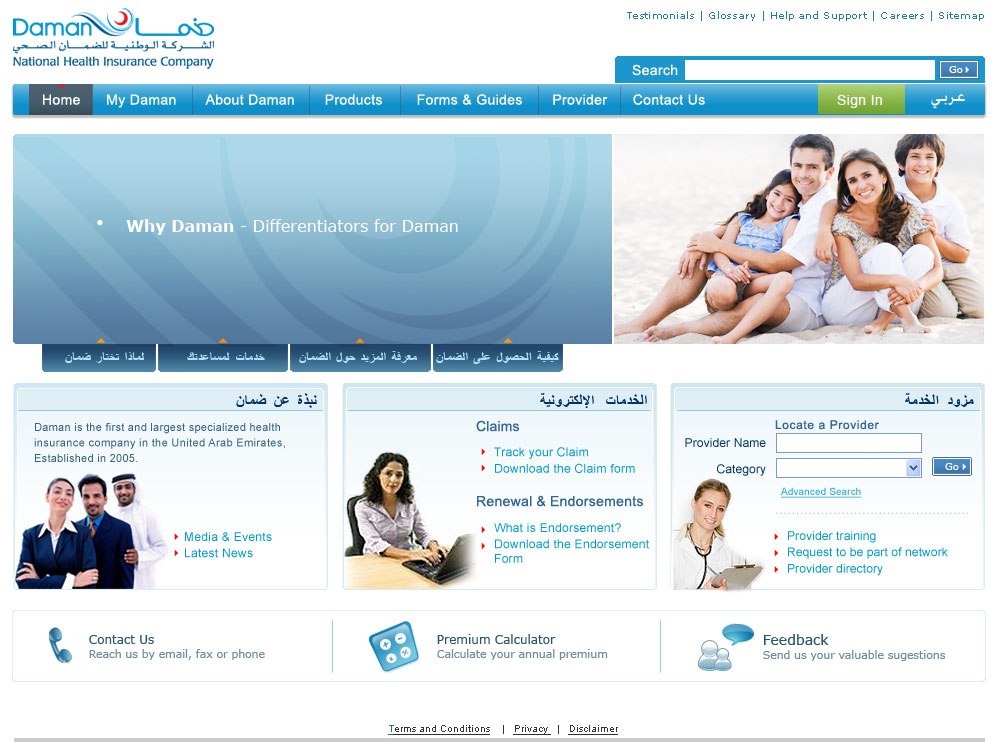 Daman ضمان
الشركة الوطنية للضمان الصحي
National Health Insurance Company
Testimonials | Glossary | Help and Support | Careers | Sitemap
Search Go
Home My Daman About Daman Products Forms & Guides Provider Contact Us Sign In عربي
• Why Daman - Differentiators for Daman
لماذا تختار ضمان
خدمات لمساعدتك
معرفة المزيد حول الضمان
كيفية الحصول على الضمان
نبذة عن ضمان
Daman is the first and largest specialized health
insurance company in the United Arab Emirates,
Established in 2005.
Media & Events
Latest News
الخدمات الإلكترونية
Claims
Track your Claim
Download the Claim form
Renewal & Endorsements
What is Endorsement?
Download the Endorsement
Form
مزود الخدمة
Locate a Provider
Provider Name
Category Go
Advanced Search
Provider training
Request to be part of network
Provider directory
Contact Us
Reach us by email, fax or phone
Premium Calculator
Calculate your annual premium
Feedback
Send us your valuable sugestions
Terms and Conditions | Privacy | Disclaimer